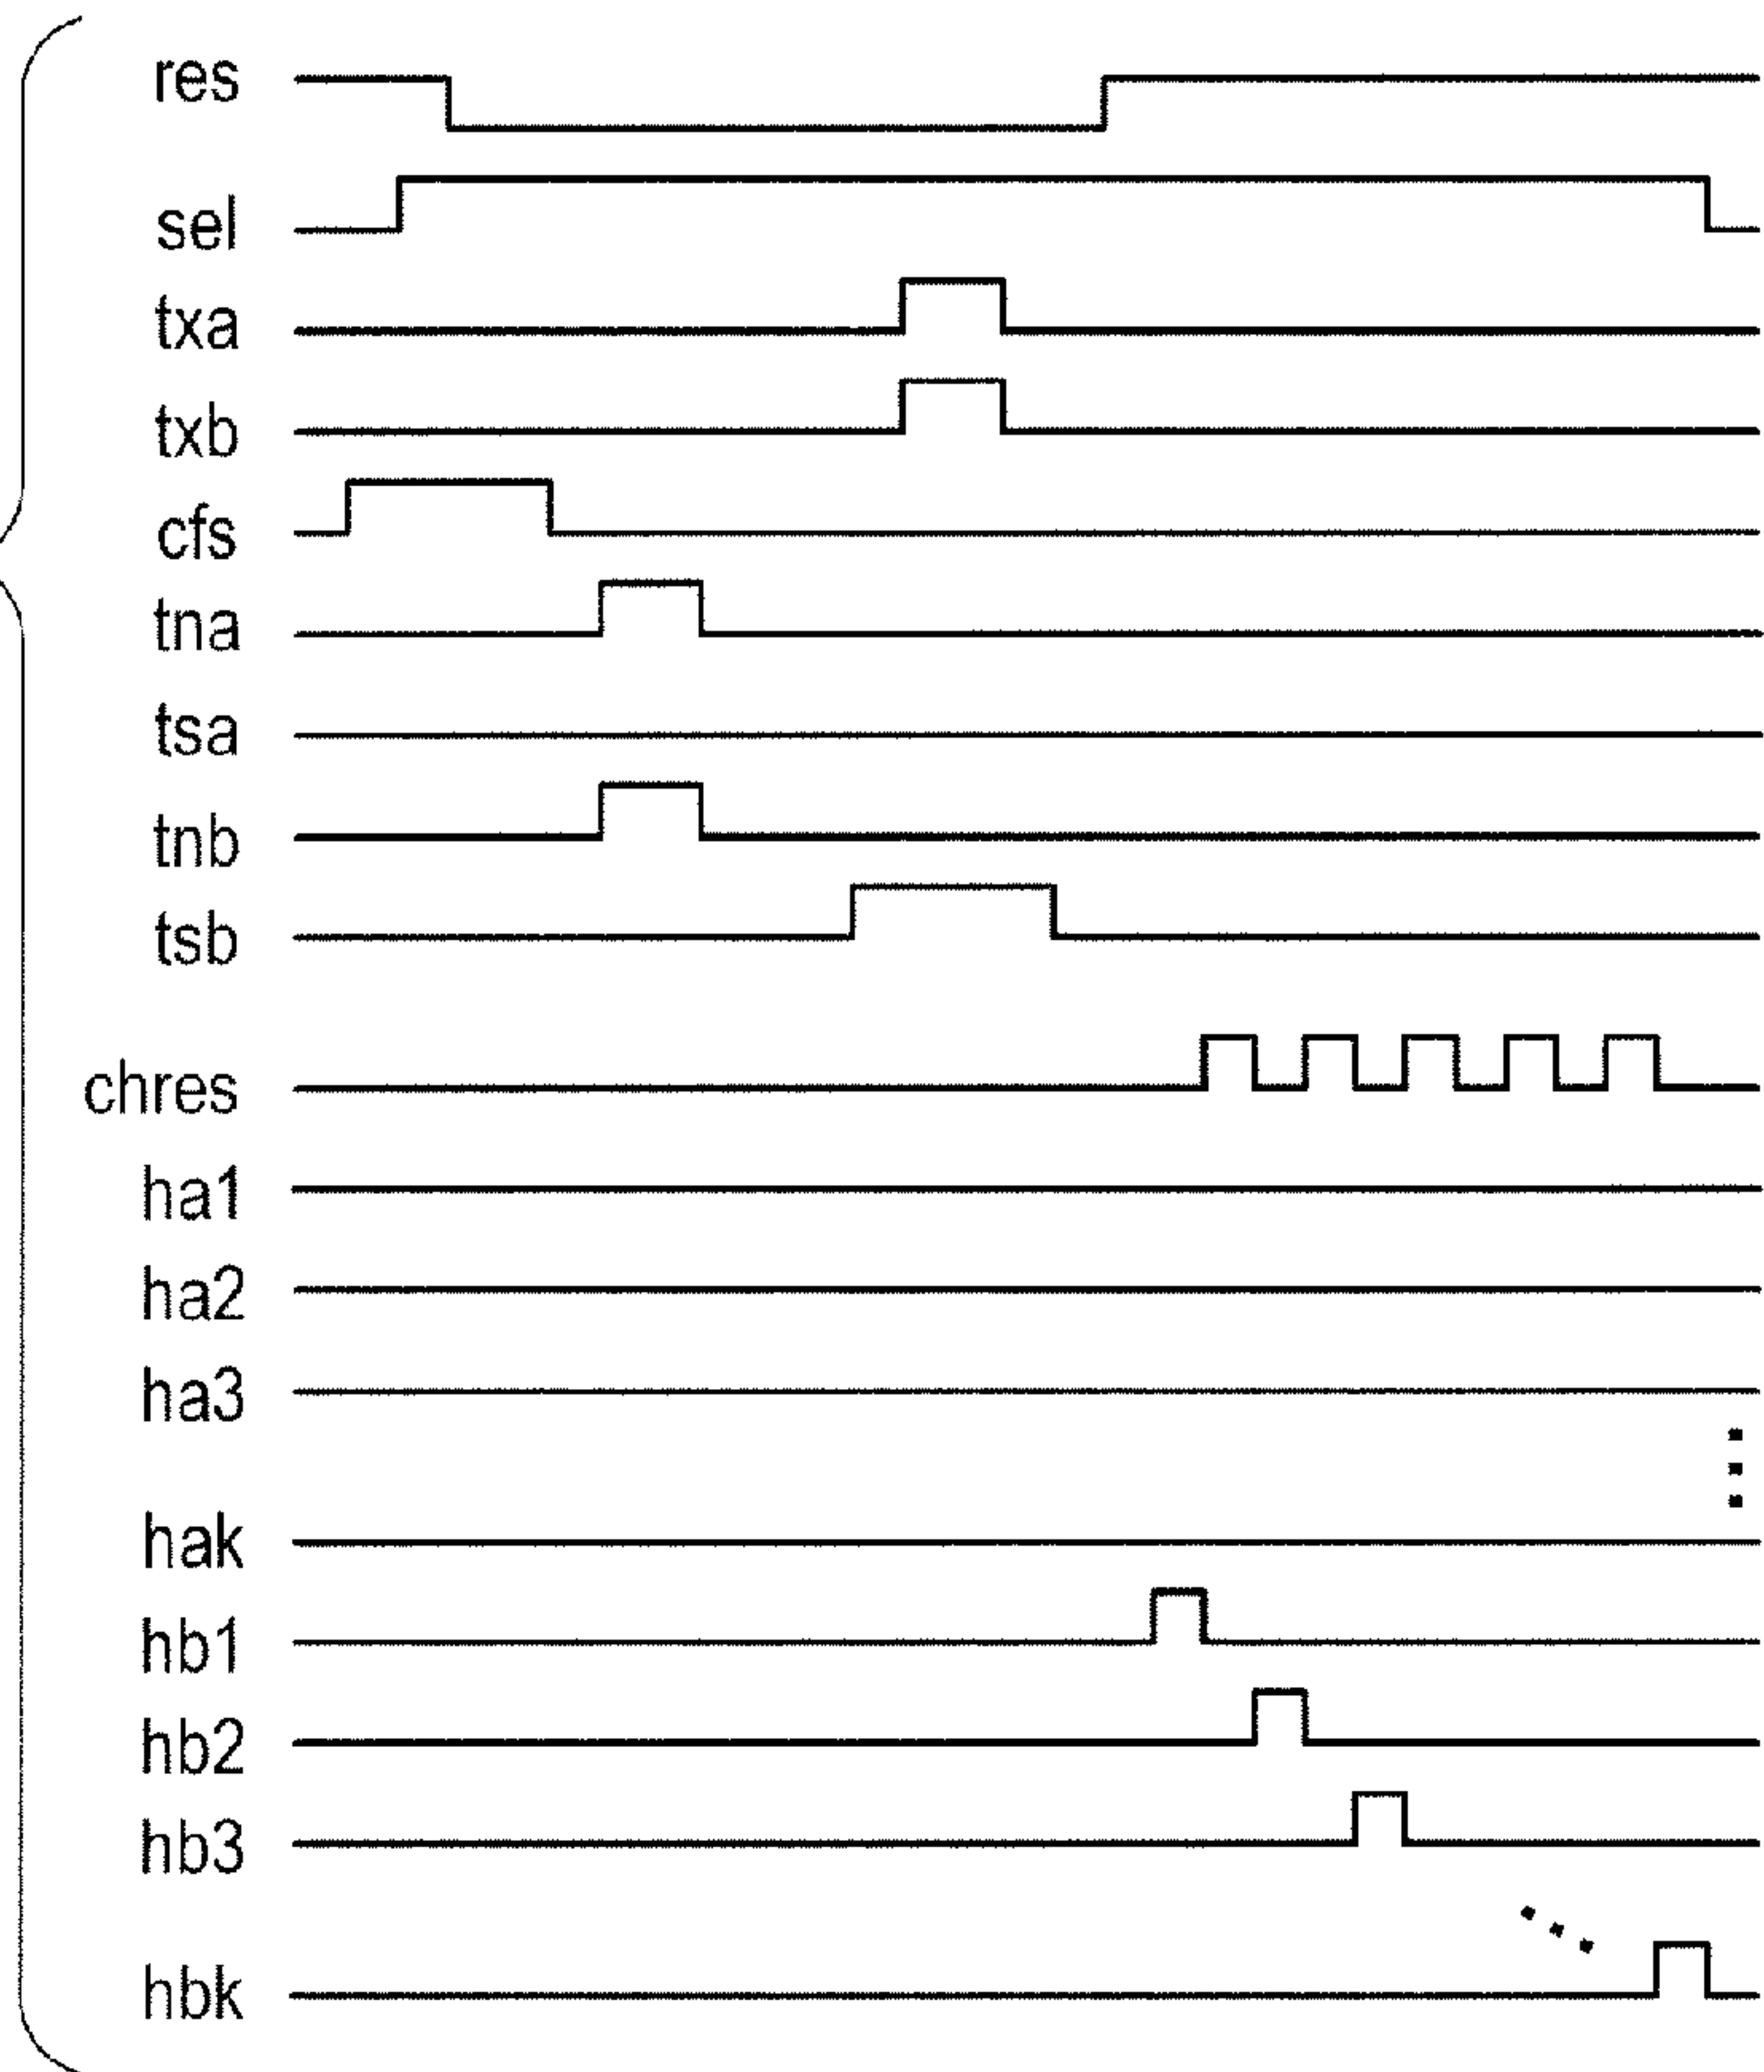 res
sel
txa
txb
cfs
tna
tsa
tnb
tsb
chres
ha1
ha2
ha3
hak
hb1
hb2
hb3
hbk